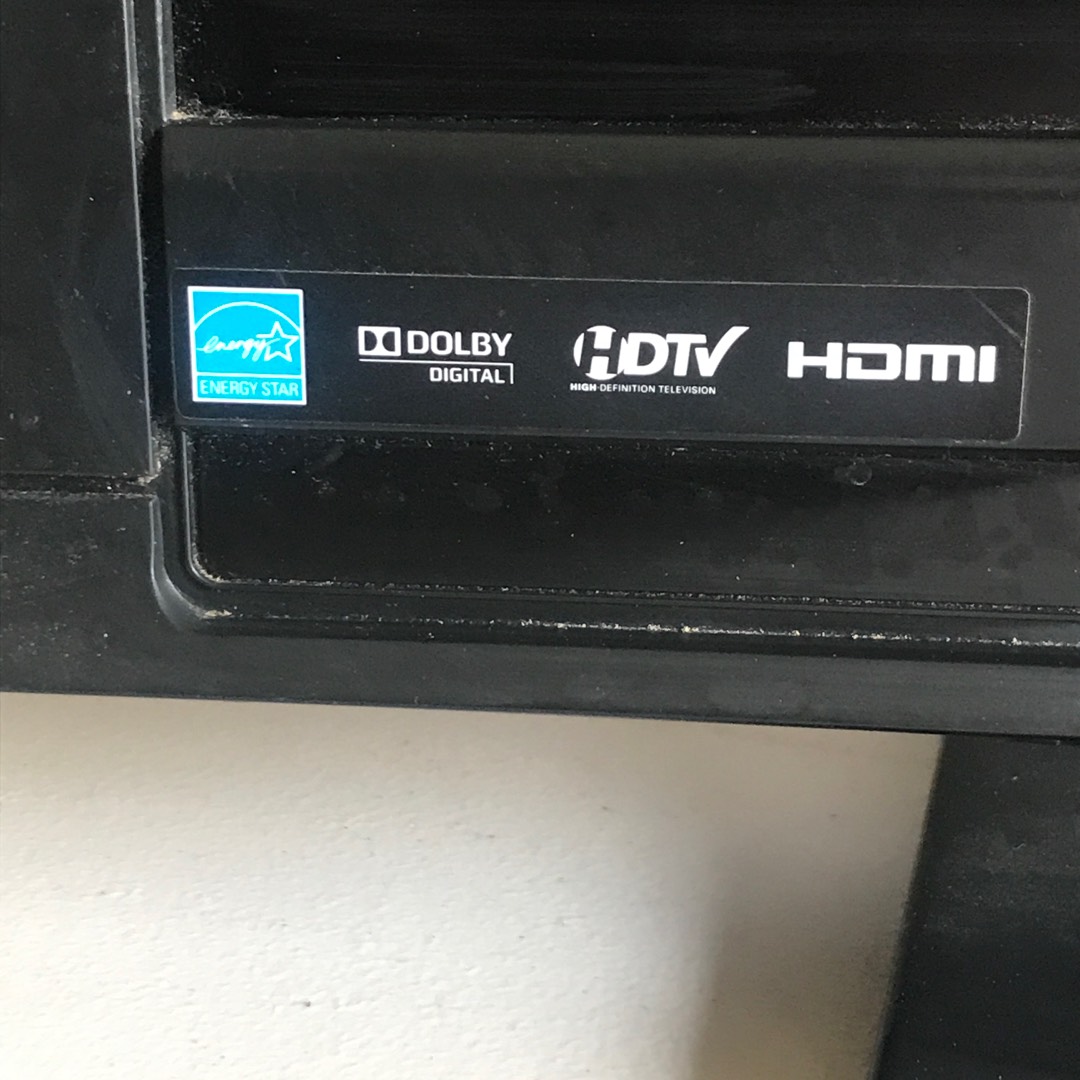 energy
ENERGY STAR
DOLBY
DIGITAL
HDTV
HIGH-DEFINITION TELEVISION
HDMI